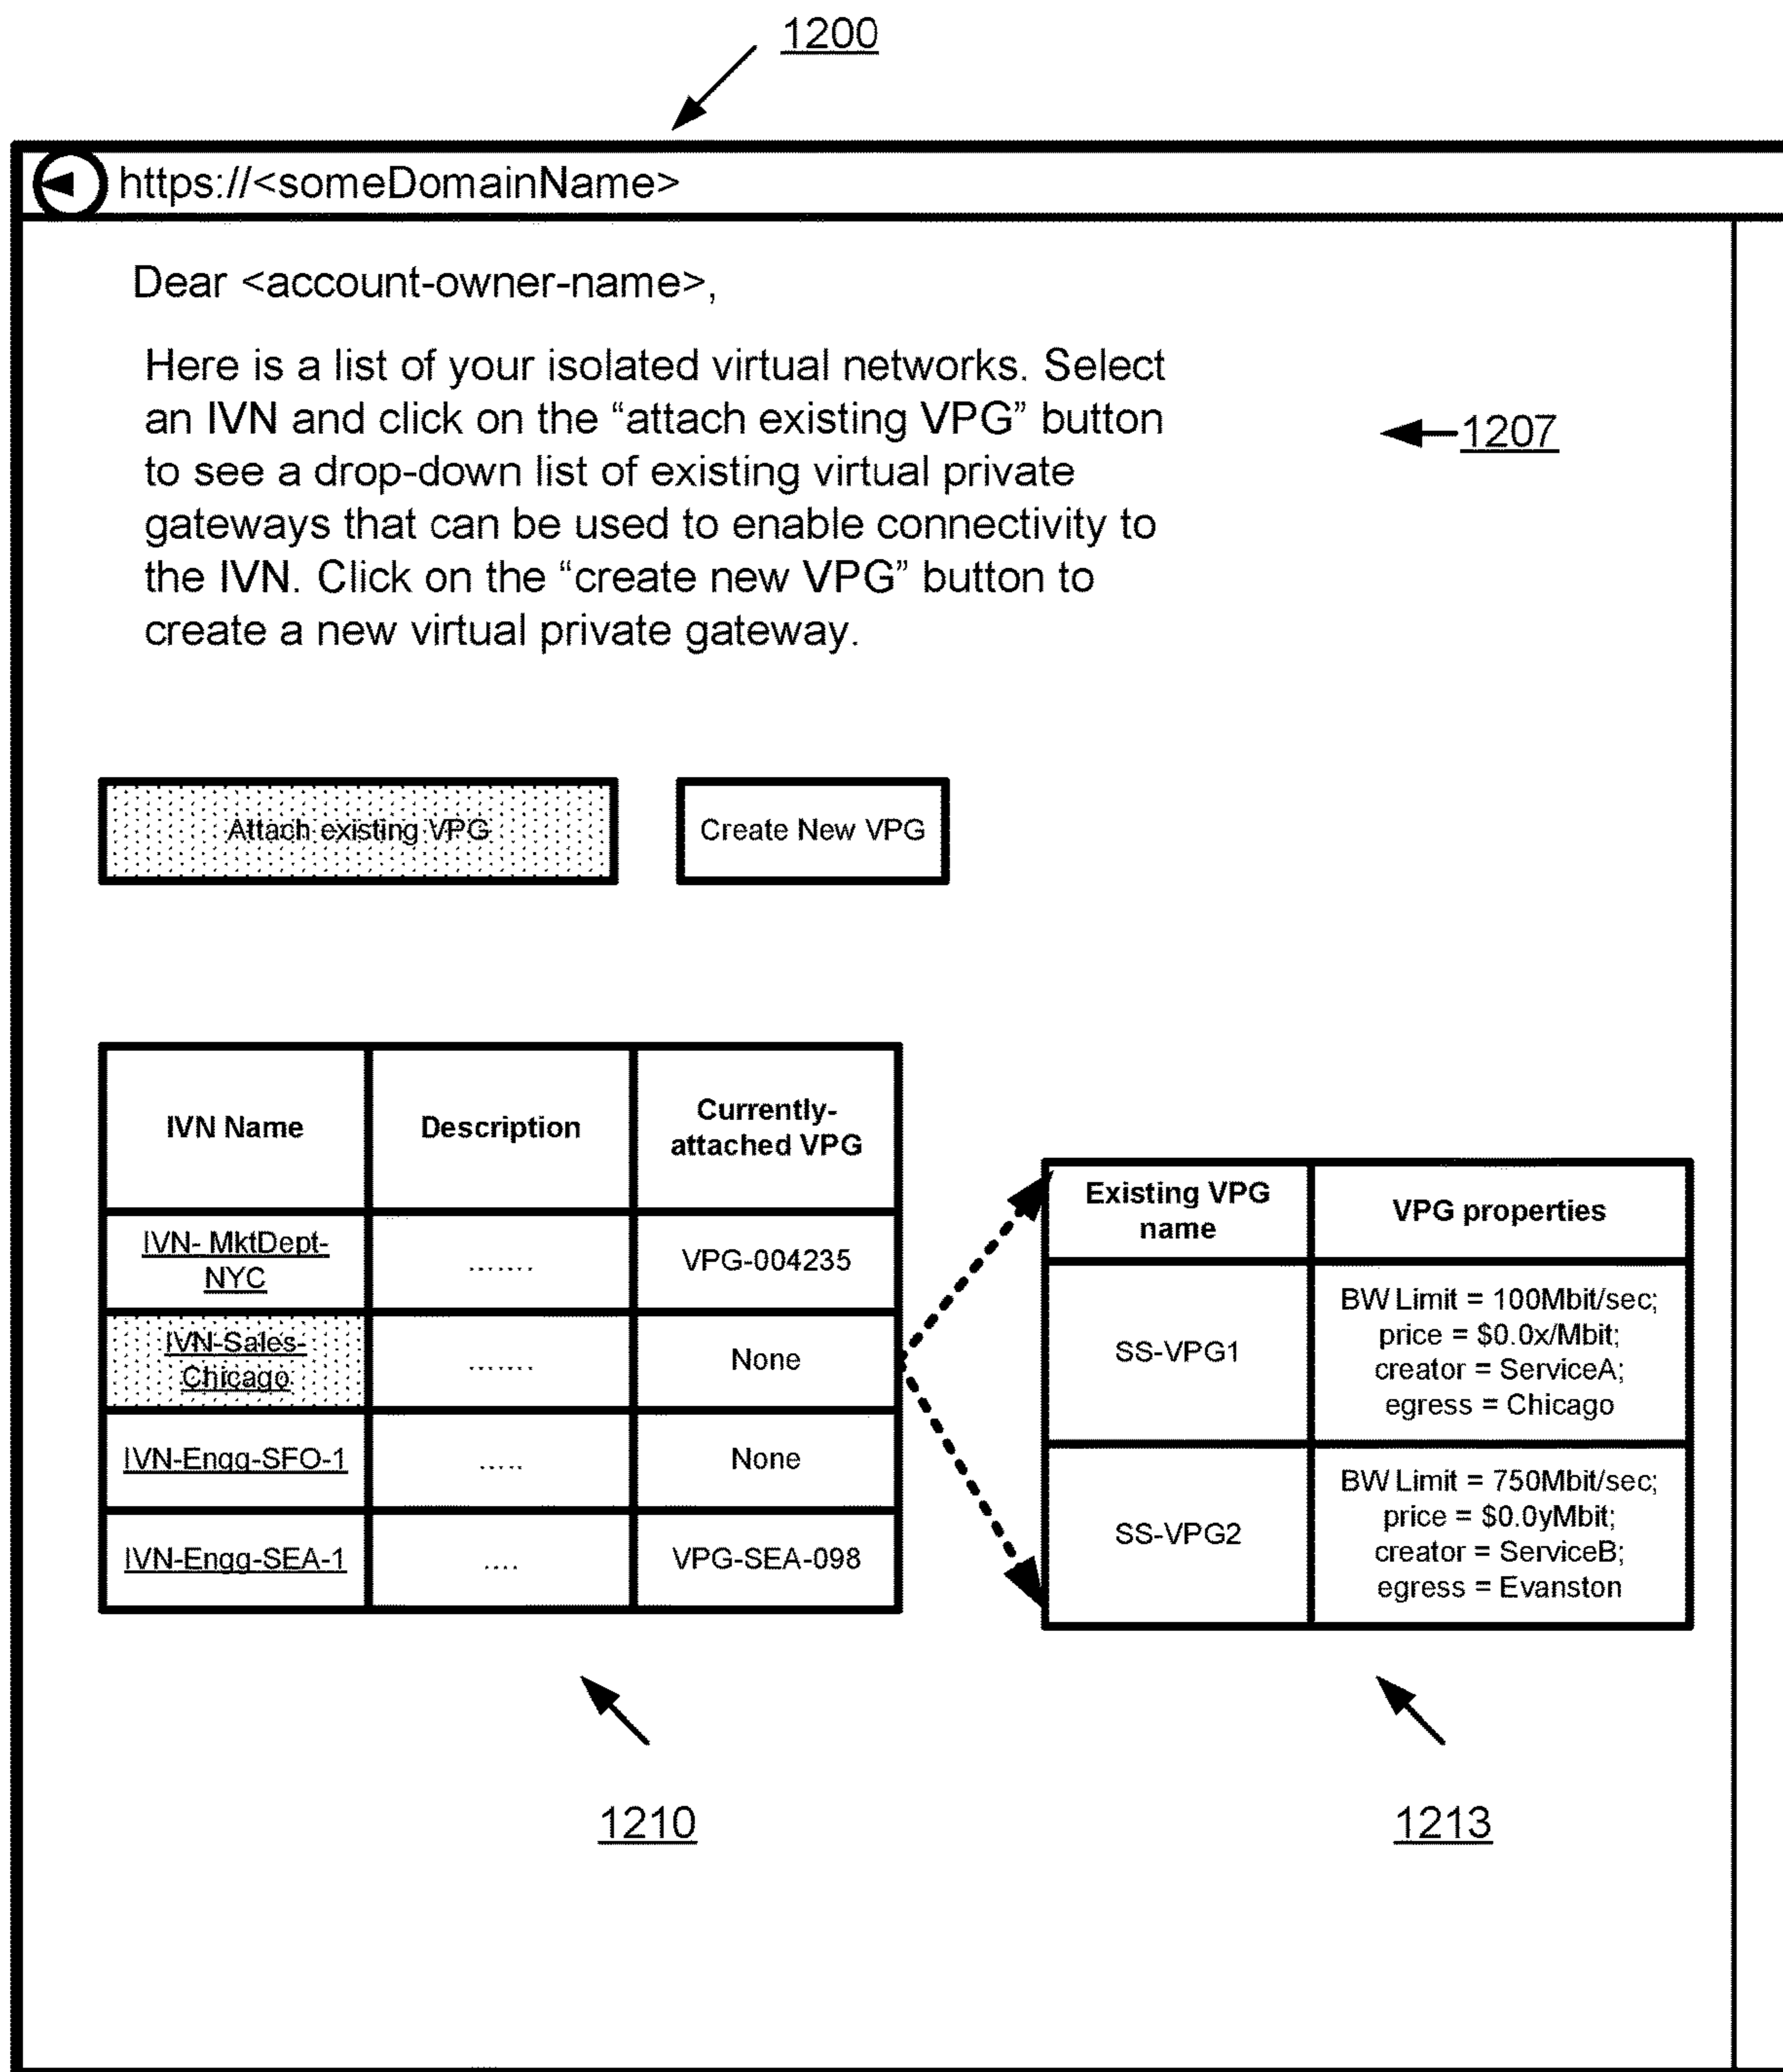 1200
https://<someDomainName>
Dear <account-owner-name>,
Here is a list of your isolated virtual networks. Select
an IVN and click on the “attach existing VPG” button
to see a drop-down list of existing virtual private
gateways that can be used to enable connectivity to
the IVN. Click on the “create new VPG” button to
create a new virtual private gateway.
1207
Attach existing VPG
Create New VPG
IVN Name
Description
Currently-
attached VPG
IVN- MktDept-
NYC
.......
VPG-004235
IVN-Sales-
Chicago
.......
None
IVN-Engg-SFO-1
.....
None
IVN-Engg-SEA-1
....
VPG-SEA-098
Existing VPG
name
VPG properties
SS-VPG1
BW Limit = 100Mbit/sec;
price = $0.0x/Mbit;
creator = ServiceA;
egress = Chicago
SS-VPG2
BW Limit = 750Mbit/sec;
price = $0.0yMbit;
creator = ServiceB;
egress = Evanston
1210
1213